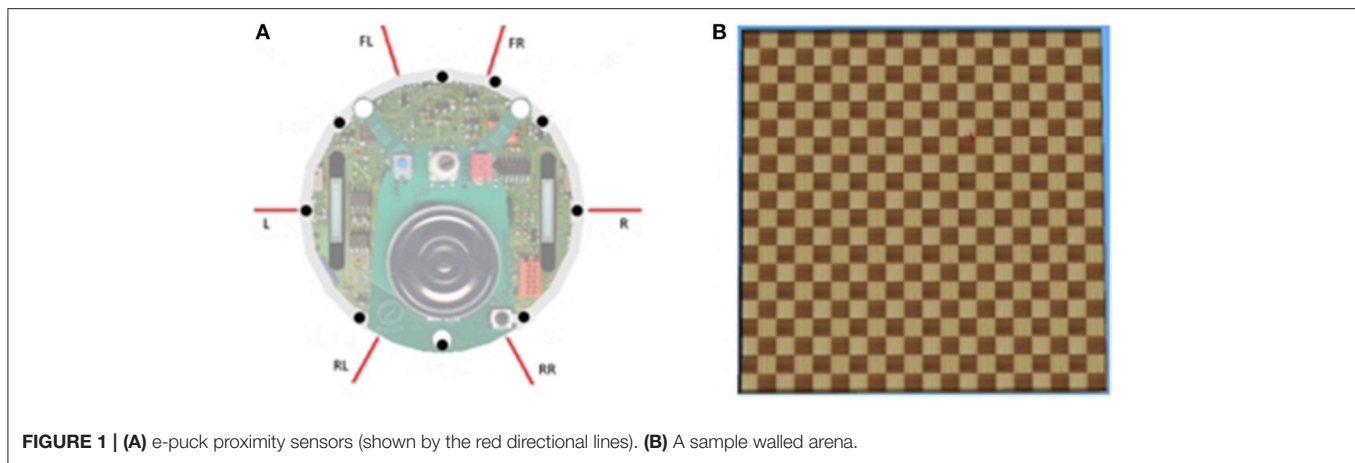 A
B
FL
FR
L
R
RL
RR
FIGURE 1 | (A) e-puck proximity sensors (shown by the red directional lines). (B) A sample walled arena.